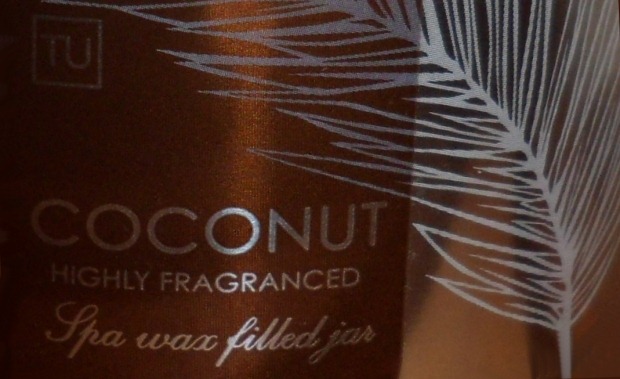 TU
COCONUT
HIGHLY FRAGRANCED
Spa wax filled jar